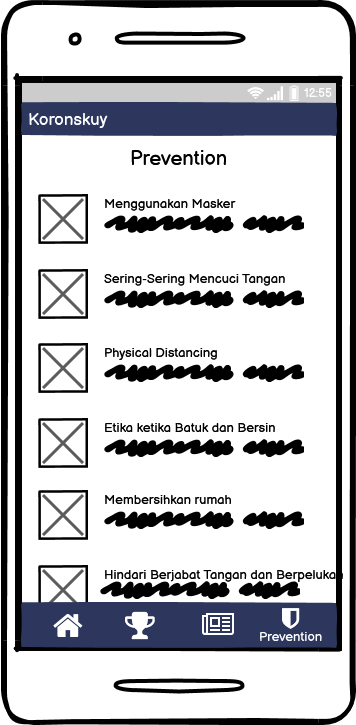 12:55
Koronskuy
Prevention
Menggunakan Masker
Sering-Sering Mencuci Tangan
Physical Distancing
Etika ketika Batuk dan Bersin
Membersihkan rumah
Hindari Berjabat Tangan dan Berpelukan
Prevention